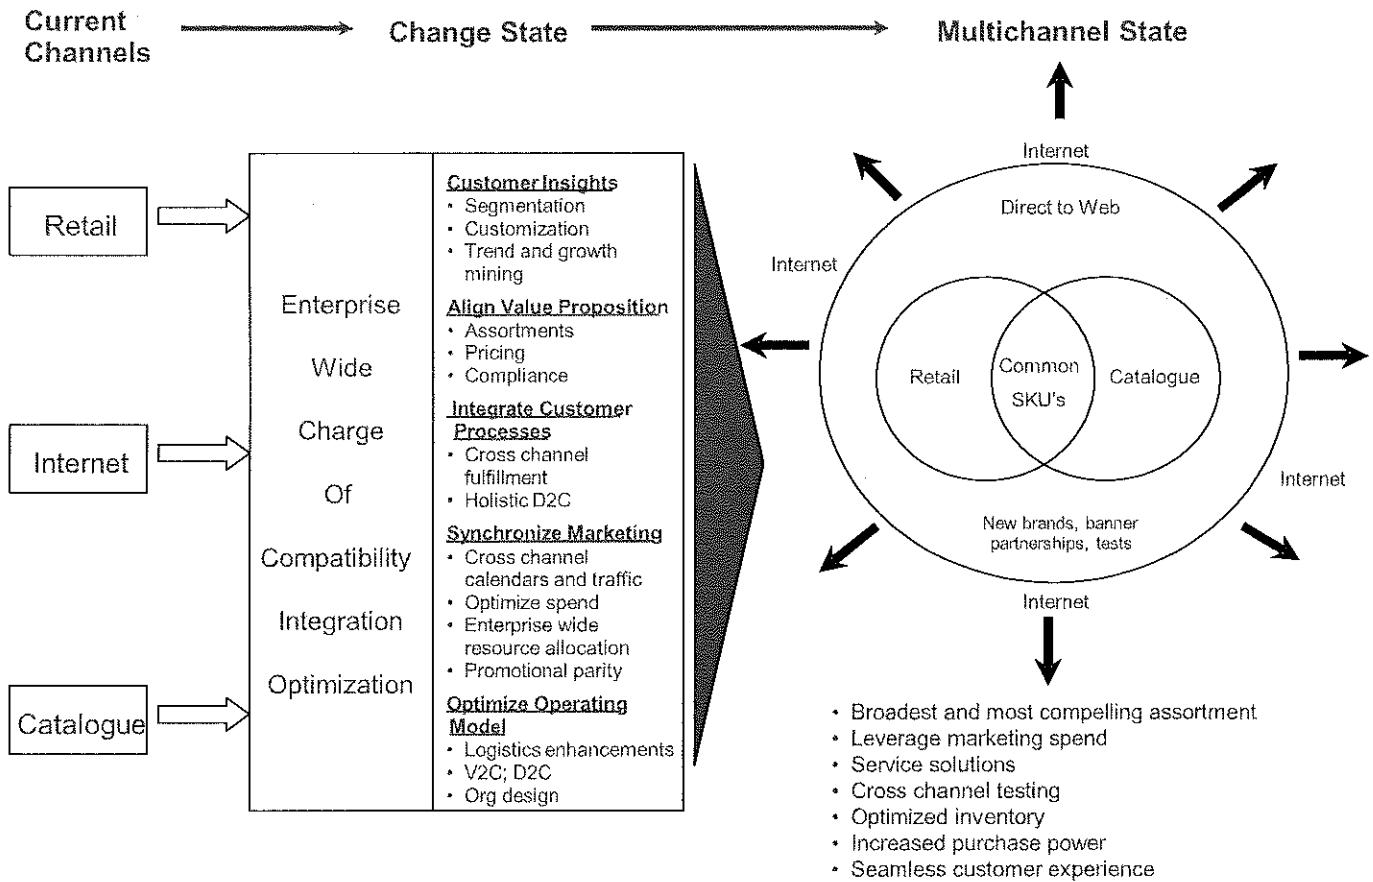 Current
Channels
Change State
Multichannel State
Retail
Internet
Catalogue
Enterprise
Wide
Charge
Of
Compatibility
Integration
Optimization
Customer Insights
• Segmentation
• Customization
• Trend and growth
mining
Align Value Proposition
• Assortments
• Pricing
• Compliance
Integrate Customer
Processes
• Cross channel
fulfillment
• Holistic D2C
Synchronize Marketing
• Cross channel
calendars and traffic
• Optimize spend
• Enterprise wide
resource allocation
• Promotional parity
Optimize Operating
Model
• Logistics enhancements
• V2C; D2C
• Org design
Internet
Direct to Web
Internet
Retail
Common
SKU's
Catalogue
Internet
New brands, banner
partnerships, tests
Internet
• Broadest and most compelling assortment
• Leverage marketing spend
• Service solutions
• Cross channel testing
• Optimized inventory
• Increased purchase power
• Seamless customer experience